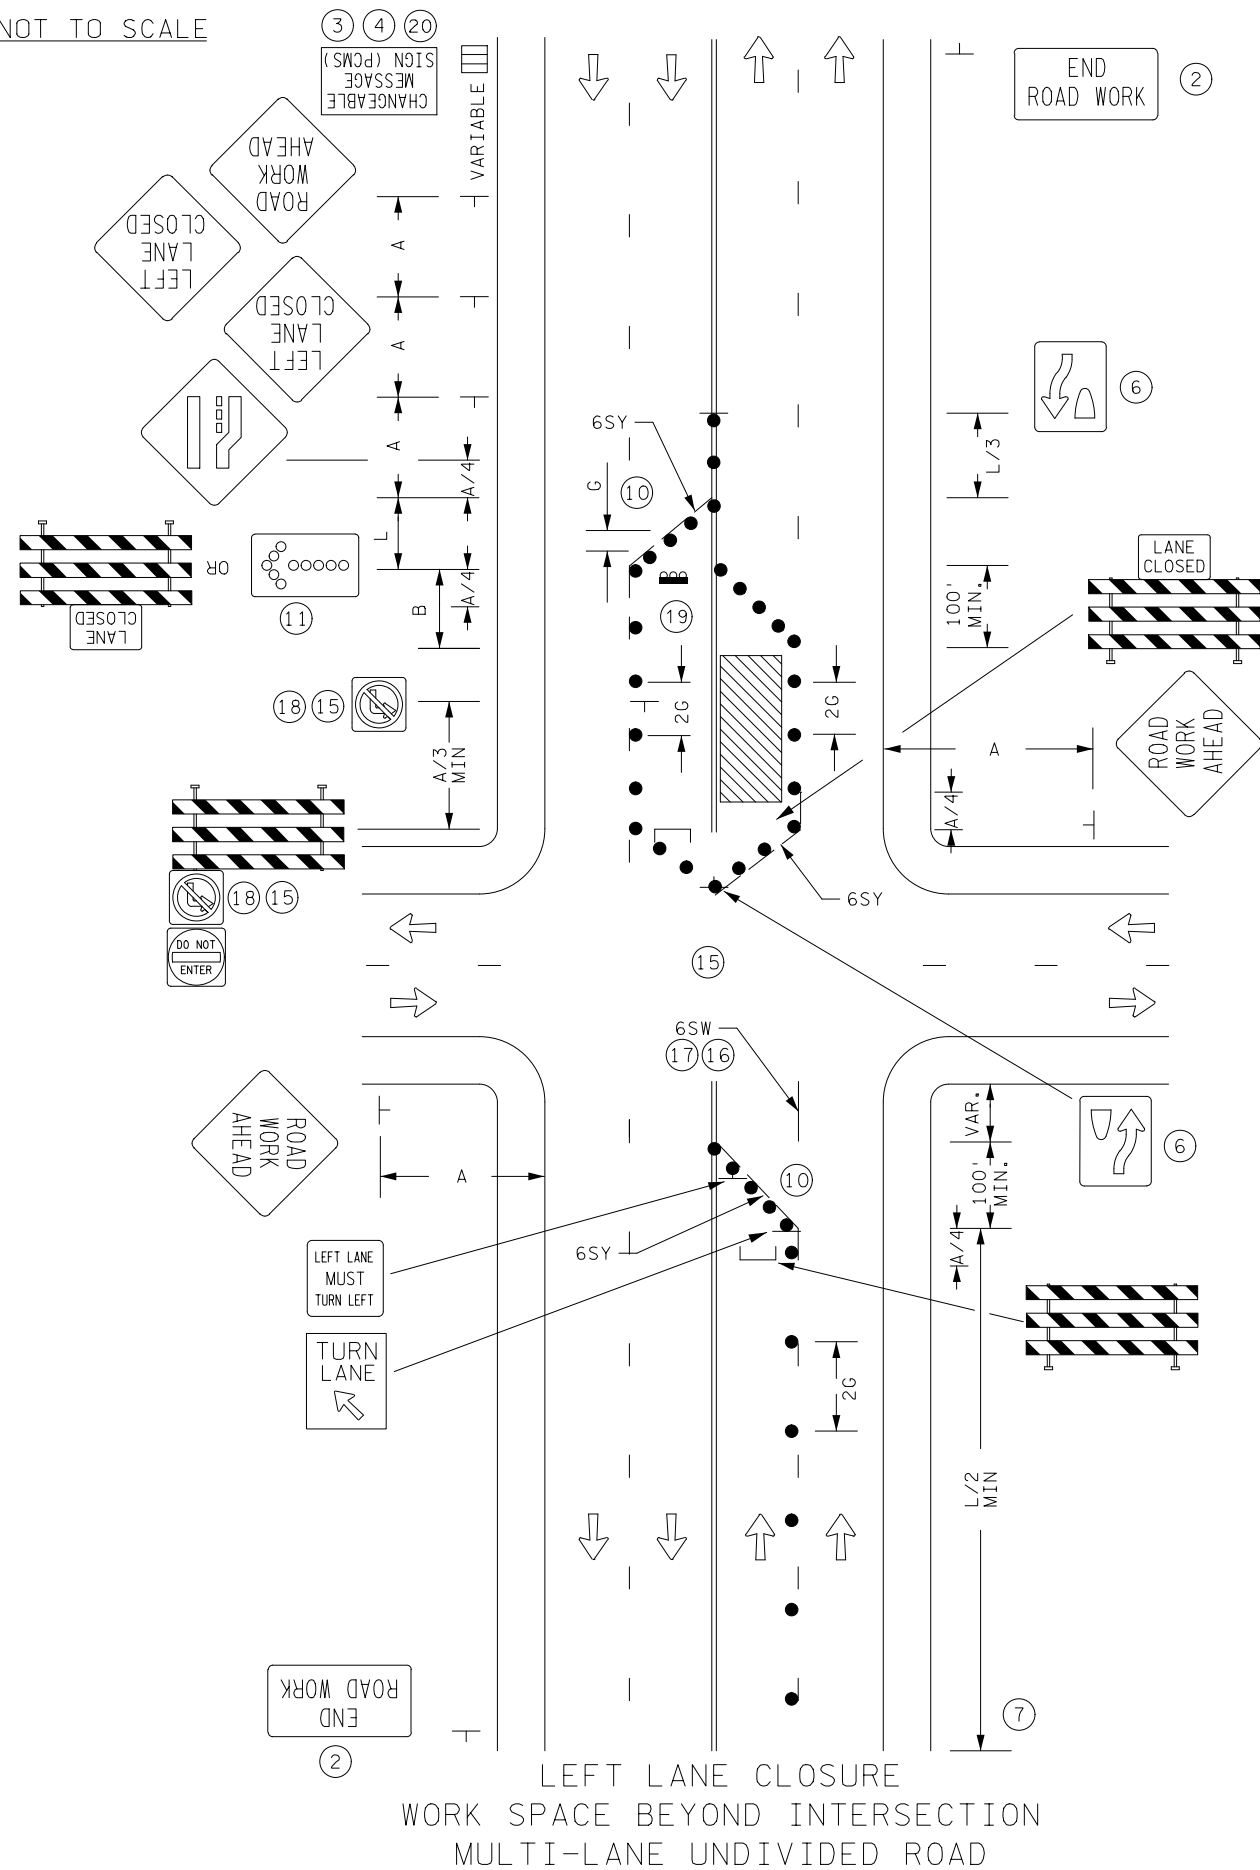 NOT TO SCALE
3 4 20
CHANGEABLE
MESSAGE
SIGN (PCMS)
VARIABLE
END
ROAD WORK
2
ROAD
WORK
AHEAD
LEFT
LANE
CLOSED
LEFT
LANE
CLOSED
A
A
A
A/4
L
A/4
B
6SY
G
10
6
L/3
OR
LANE
CLOSED
11
19
LANE
CLOSED
100'
MIN.
18 15
A/3
MIN
2G
2G
A
ROAD
WORK
AHEAD
A/4
18 15
DO NOT
ENTER
6SY
15
6SW
17 16
ROAD
WORK
AHEAD
A
10
VAR.
100'
MIN.
6
A/4
LEFT LANE
MUST
TURN LEFT
6SY
TURN
LANE
2G
L/2
MIN
END
ROAD WORK
2
7
LEFT LANE CLOSURE
WORK SPACE BEYOND INTERSECTION
MULTI-LANE UNDIVIDED ROAD